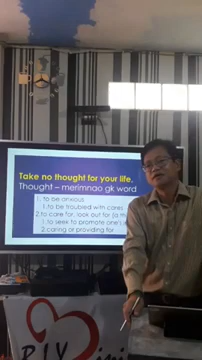 Take no thought for your life.
Thought – merimnao gk word
1. to be anxious
1. to be troubled with cares
2. to care for, look out for (a thi
1. to seek to promote one's in
2. caring or providing for